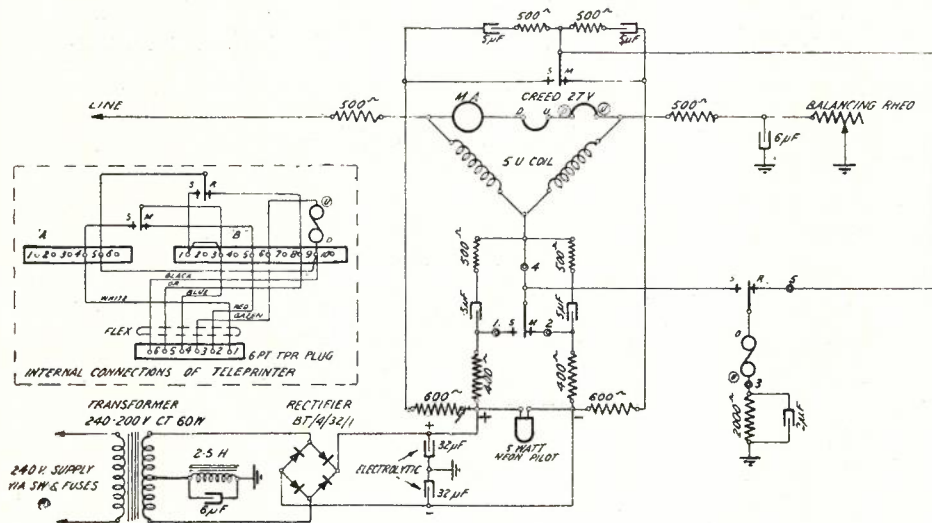 500~ 500~
5µF 5µF
S M
CREED 27V
LINE
500~
MA
D U
500~
BALANCING RHEO
6µF
5 U COIL
S R
S M
U
D
'A' 'B'
1 2 3 4 5 6
1 2 3 4 5 6 7 8 9 10
BLACK
OR
BLUE
WHITE
RED
GREEN
FLEX
6 5 4 3 2 1
6 PT TPR PLUG
INTERNAL CONNECTIONS OF TELEPRINTER
500~ 500~
4
5µF 5µF
1 S M 2
400~ 400~
S R 5
D
3
2000~
600~ 600~
+ -
5 WATT
NEON PILOT
TRANSFORMER
240-200V CT 60W
RECTIFIER
BT/4/32/1
2·5 H
6µF
240 V. SUPPLY
VIA SW & FUSES
+
32µF
ELECTROLYTIC
32µF
-